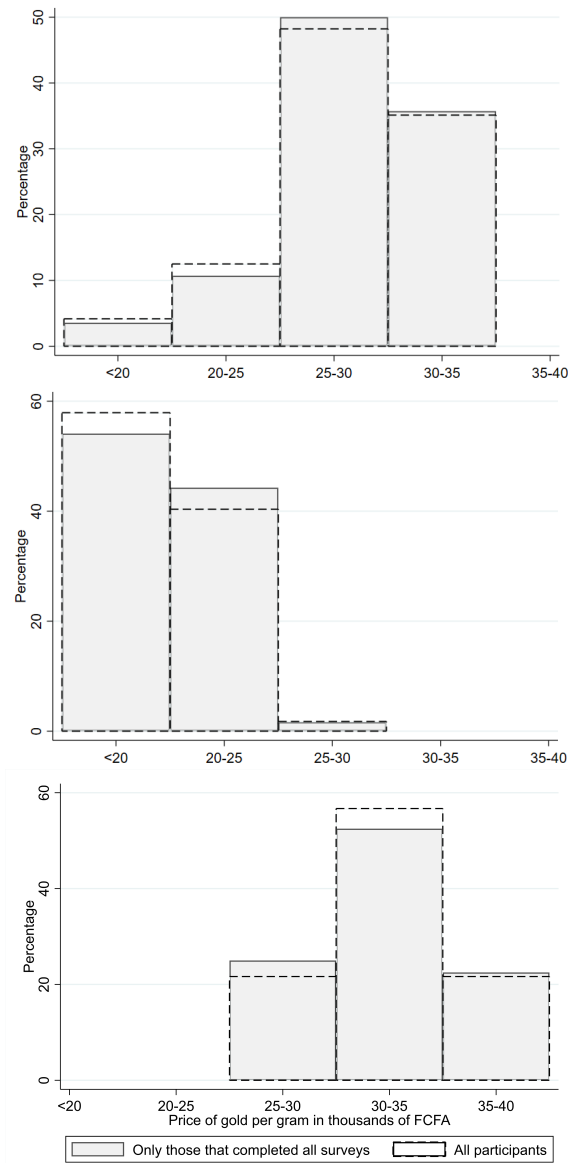 Percentage
50
40
30
20
10
0
<20 20-25 25-30 30-35 35-40
Percentage
60
40
20
0
<20 20-25 25-30 30-35 35-40
Percentage
60
40
20
0
<20 20-25 25-30 30-35 35-40
Price of gold per gram in thousands of FCFA
Only those that completed all surveys All participants